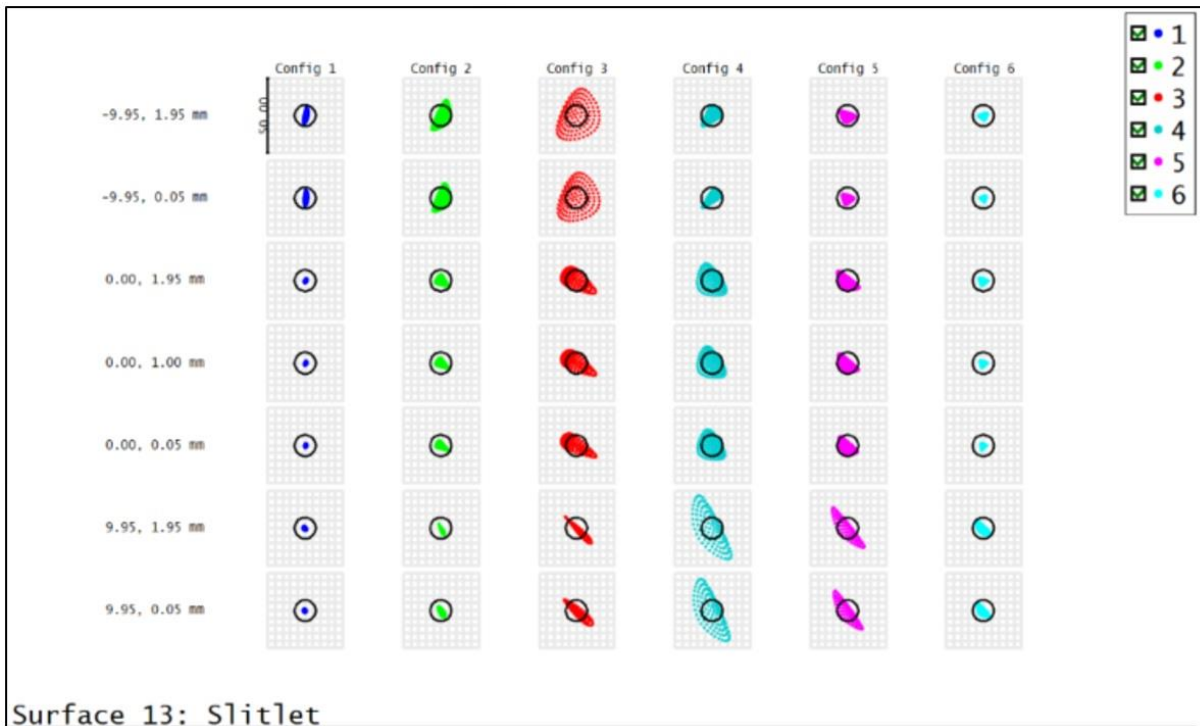 1
2
3
4
5
6
Config 1 Config 2 Config 3 Config 4 Config 5 Config 6
50.00
-9.95, 1.95 mm
-9.95, 0.05 mm
0.00, 1.95 mm
0.00, 1.00 mm
0.00, 0.05 mm
9.95, 1.95 mm
9.95, 0.05 mm
Surface 13: Slitlet